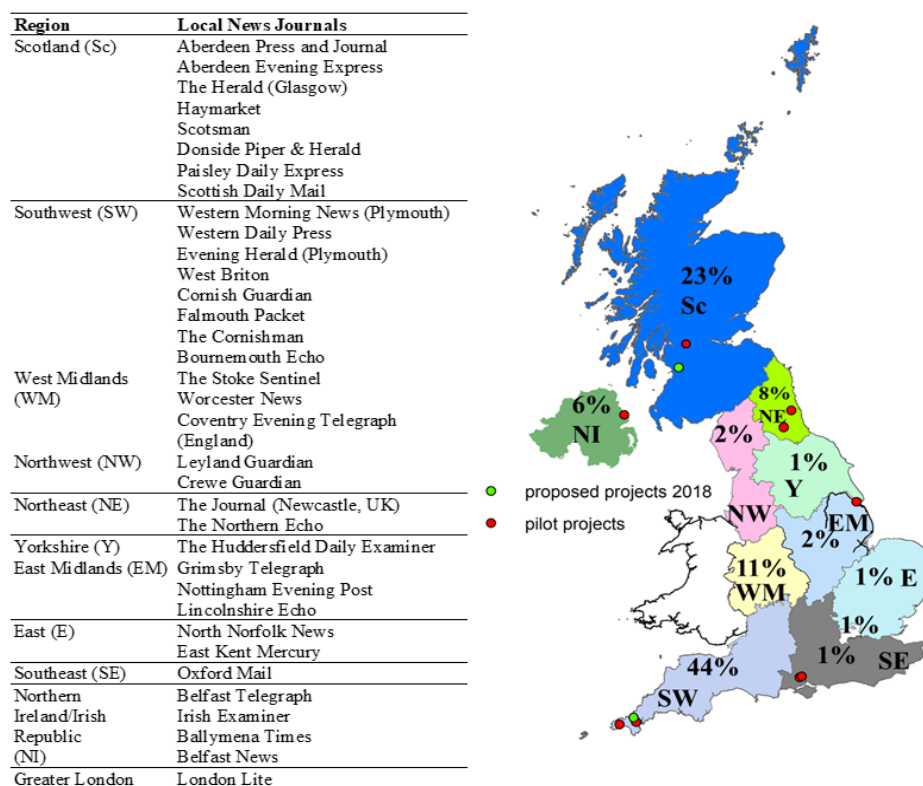 Region Local News Journals
Scotland (Sc) Aberdeen Press and Journal
Aberdeen Evening Express
The Herald (Glasgow)
Haymarket
Scotsman
Donside Piper & Herald
Paisley Daily Express
Scottish Daily Mail
Southwest (SW) Western Morning News (Plymouth)
Western Daily Press
Evening Herald (Plymouth)
West Briton
Cornish Guardian
Falmouth Packet
The Cornishman
Bournemouth Echo
West Midlands The Stoke Sentinel
(WM) Worcester News
Coventry Evening Telegraph
(England)
Northwest (NW) Leyland Guardian
Crewe Guardian
Northeast (NE) The Journal (Newcastle, UK)
The Northern Echo
Yorkshire (Y) The Huddersfield Daily Examiner
East Midlands (EM) Grimsby Telegraph
Nottingham Evening Post
Lincolnshire Echo
East (E) North Norfolk News
East Kent Mercury
Southeast (SE) Oxford Mail
Northern Belfast Telegraph
Ireland/Irish Irish Examiner
Republic Ballymena Times
(NI) Belfast News
Greater London London Lite
23%
Sc
8%
NE
6%
NI
2%
NW
1%
Y
EM
2%
11%
WM
1% E
1%
1%
SE
44%
SW
proposed projects 2018
pilot projects